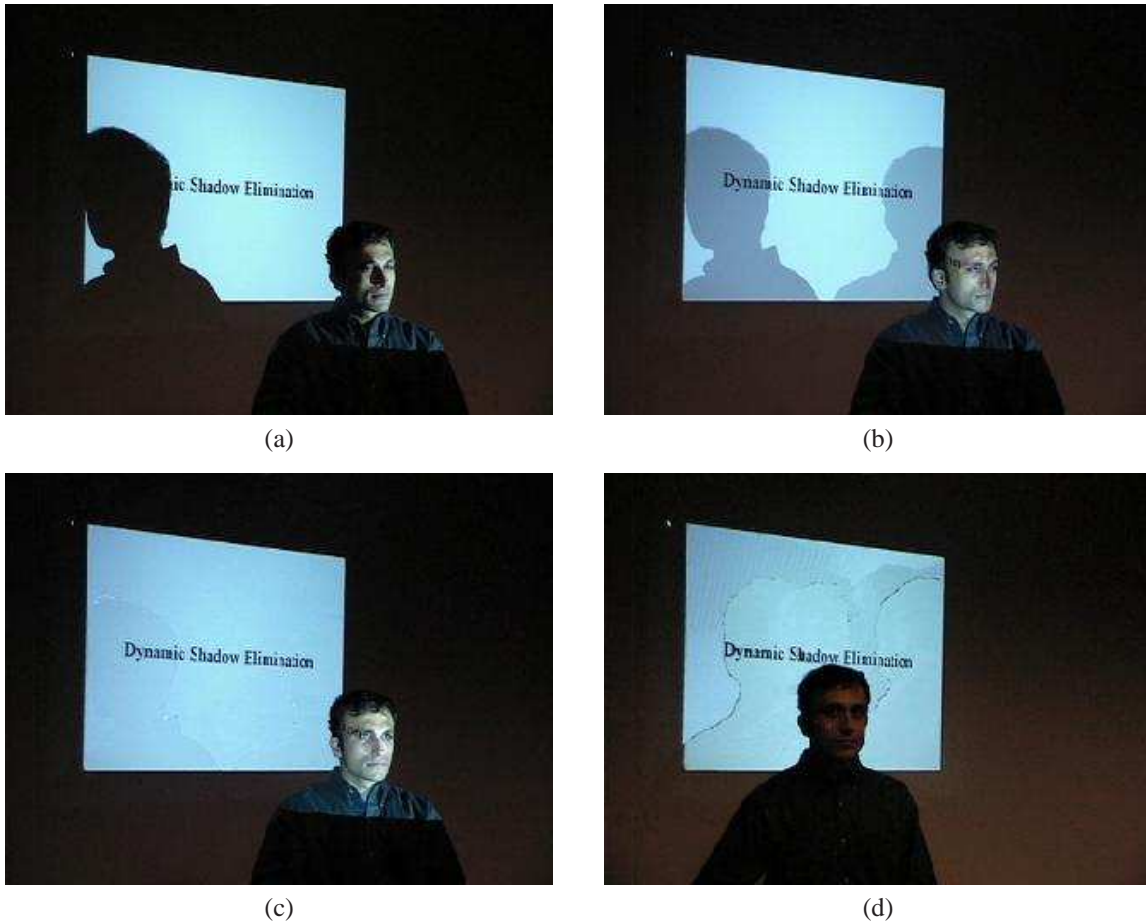 ic Shadow Elimination
(a)
Dynamic Shadow Elimination
(b)
Dynamic Shadow Elimination
(c)
Dynamic Shadow Elimination
(d)